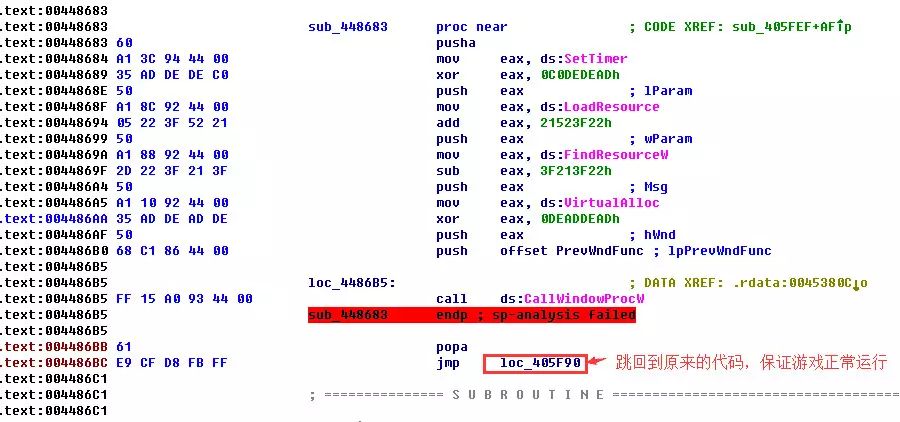 .text:00448683
.text:00448683 sub_448683 proc near ; CODE XREF: sub_405FEF+AF↑p
.text:00448683 60 pusha
.text:00448684 A1 3C 94 44 00 mov eax, ds:SetTimer
.text:00448689 35 AD DE DE C0 xor eax, 0C0DEDEADh
.text:0044868E 50 push eax ; lParam
.text:0044868F A1 8C 92 44 00 mov eax, ds:LoadResource
.text:00448694 05 22 3F 52 21 add eax, 21523F22h
.text:00448699 50 push eax ; wParam
.text:0044869A A1 88 92 44 00 mov eax, ds:FindResourceW
.text:0044869F 2D 22 3F 21 3F sub eax, 3F213F22h
.text:004486A4 50 push eax ; Msg
.text:004486A5 A1 10 92 44 00 mov eax, ds:VirtualAlloc
.text:004486AA 35 AD DE AD DE xor eax, 0DEADDEADh
.text:004486AF 50 push eax ; hWnd
.text:004486B0 68 C1 86 44 00 push offset PrevWndFunc ; lpPrevWndFunc
.text:004486B5
.text:004486B5 loc_4486B5: ; DATA XREF: .rdata:0045380C↓o
.text:004486B5 FF 15 A0 93 44 00 call ds:CallWindowProcW
.text:004486B5 sub_448683 endp ; sp-analysis failed
.text:004486B5
.text:004486BB 61 popa
.text:004486BC E9 CF D8 FB FF jmp loc_405F90 跳回到原来的代码，保证游戏正常运行
.text:004486C1
.text:004486C1 ; =============== S U B R O U T I N E =======================================
.text:004486C1